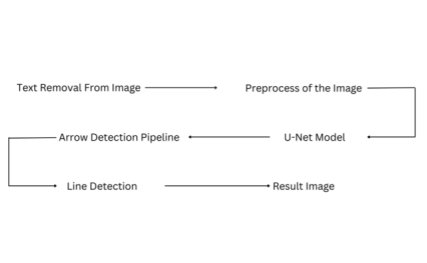 Text Removal From Image
Preprocess of the Image
U-Net Model
Arrow Detection Pipeline
Line Detection
Result Image